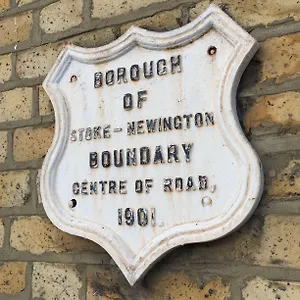 BOROUGH
OF
STOKE-NEWINGTON
BOUNDARY
CENTRE OF ROAD,
1901.